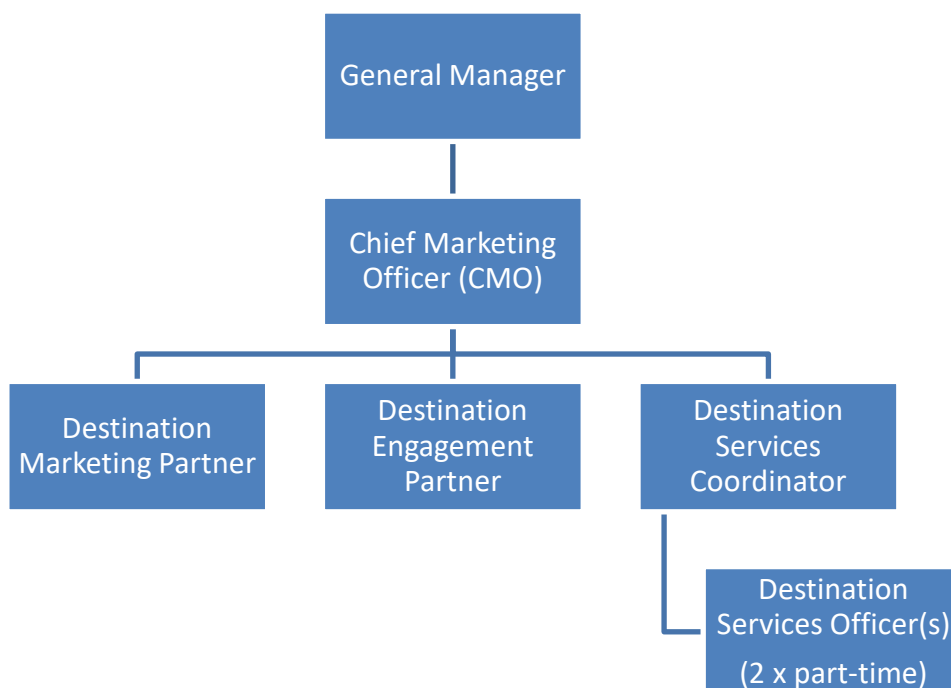 General Manager
Chief Marketing
Officer (CMO)
Destination
Marketing Partner
Destination
Engagement
Partner
Destination
Services
Coordinator
Destination
Services Officer(s)
(2 x part-time)